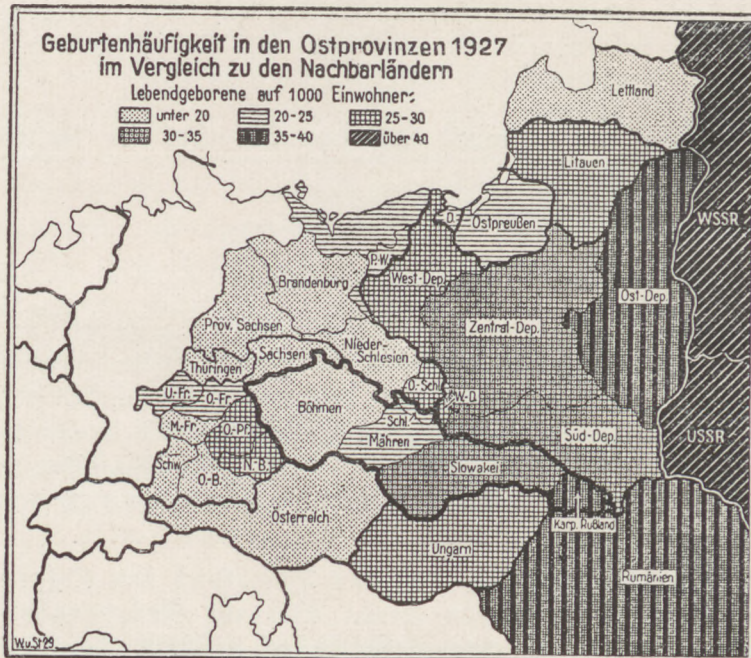 Geburtenhäufigkeit in den Ostprovinzen 1927
im Vergleich zu den Nachbarländern
Lebendgeborene auf 1000 Einwohner:
unter 20
20-25
25-30
30-35
35-40
über 40
Lettland
Litauen
WSSR
D.
Ostpreußen
P.-W.
West-Dep.
Brandenburg
Ost-Dep.
Zentral-Dep.
Prov. Sachsen
Nieder-
Schlesien
Sachsen
Thüringen
O.-Schl.
U.-Fr.
O.-Fr.
W.-D.
Böhmen
Schl.
M.-Fr.
O.-Pf.
Mähren
Süd-Dep.
USSR
Schw.
N.-B.
O.-B.
Slowakei
Österreich
Karp. Rußland
Ungarn
Rumänien
W.u.St.29